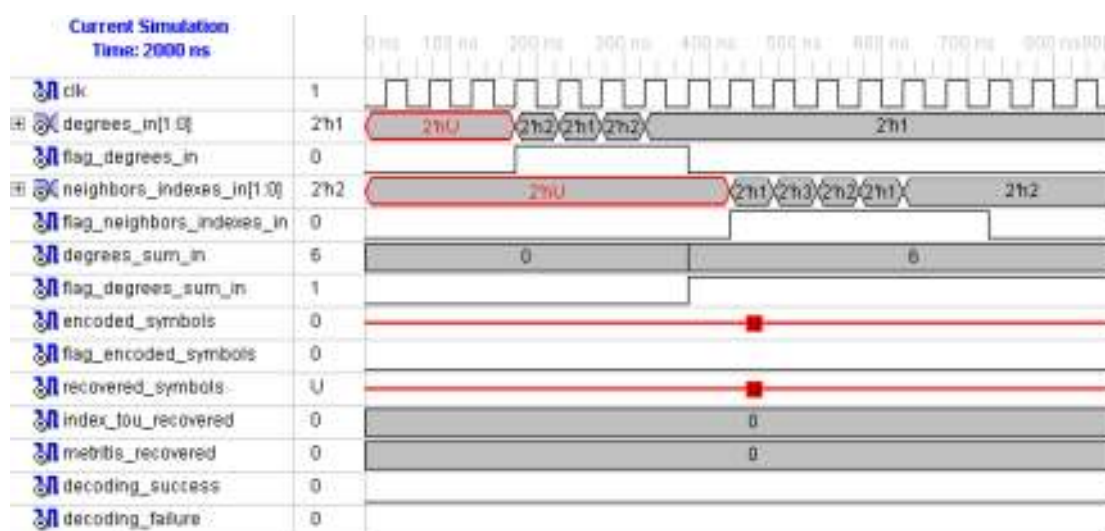 Current Simulation
Time: 2000 ns
0 ns 100 ns 200 ns 300 ns 400 ns 500 ns 600 ns 700 ns 800 ns
clk 1
degrees_in[1:0] 2'h1 2'hU 2'h2 2'h1 2'h2 2'h1
flag_degrees_in 0
neighbors_indexes_in[1:0] 2'h2 2'hU 2'h1 2'h3 2'h2 2'h1 2'h2
flag_neighbors_indexes_in 0
degrees_sum_in 6 0 6
flag_degrees_sum_in 1
encoded_symbols 0
flag_encoded_symbols 0
recovered_symbols U
index_tou_recovered 0 0
metritis_recovered 0 0
decoding_success 0
decoding_failure 0